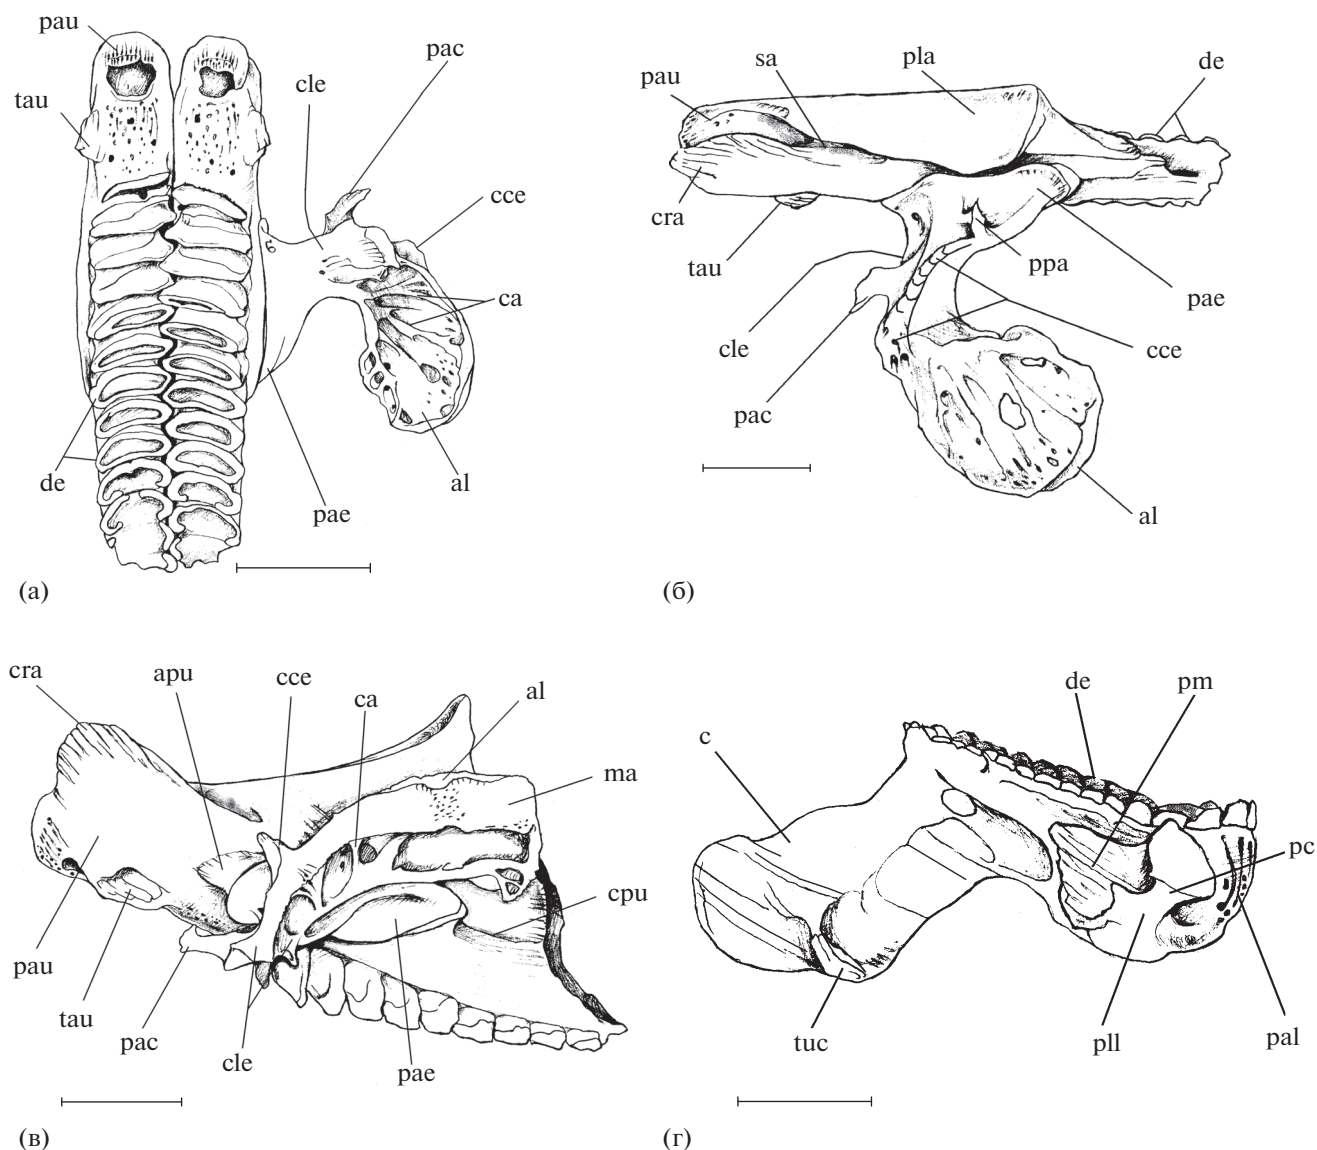 pau
pac
cle
tau
cce
ca
de
al
pae
(а)
sa
pla
de
pau
cra
tau
ppa
pae
cle
cce
pac
al
(б)
cra
apu
cce
ca
al
ma
cpu
pau
tau
pac
cle
pae
(в)
de
pm
c
pc
tuc
pll
pal
(г)